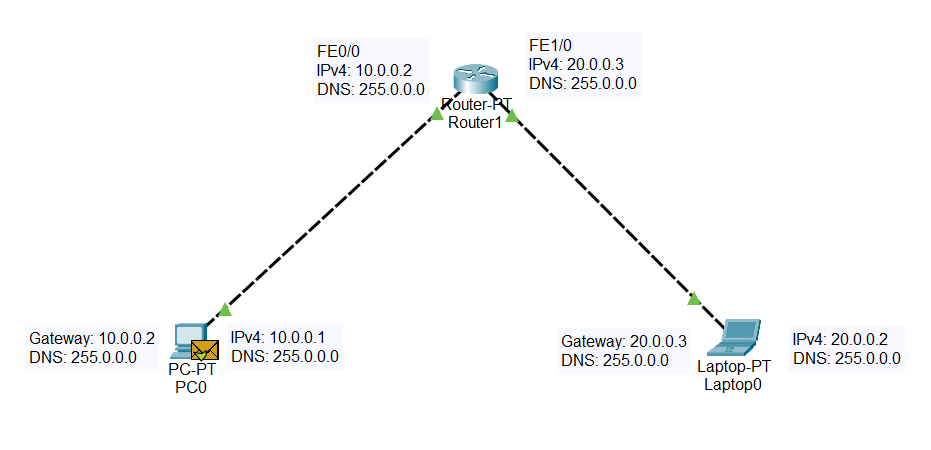 FE0/0
IPv4: 10.0.0.2
DNS: 255.0.0.0
FE1/0
IPv4: 20.0.0.3
DNS: 255.0.0.0
Router-PT
Router1
Gateway: 10.0.0.2
DNS: 255.0.0.0
PC-PT
PC0
IPv4: 10.0.0.1
DNS: 255.0.0.0
Gateway: 20.0.0.3
DNS: 255.0.0.0
Laptop-PT
Laptop0
IPv4: 20.0.0.2
DNS: 255.0.0.0